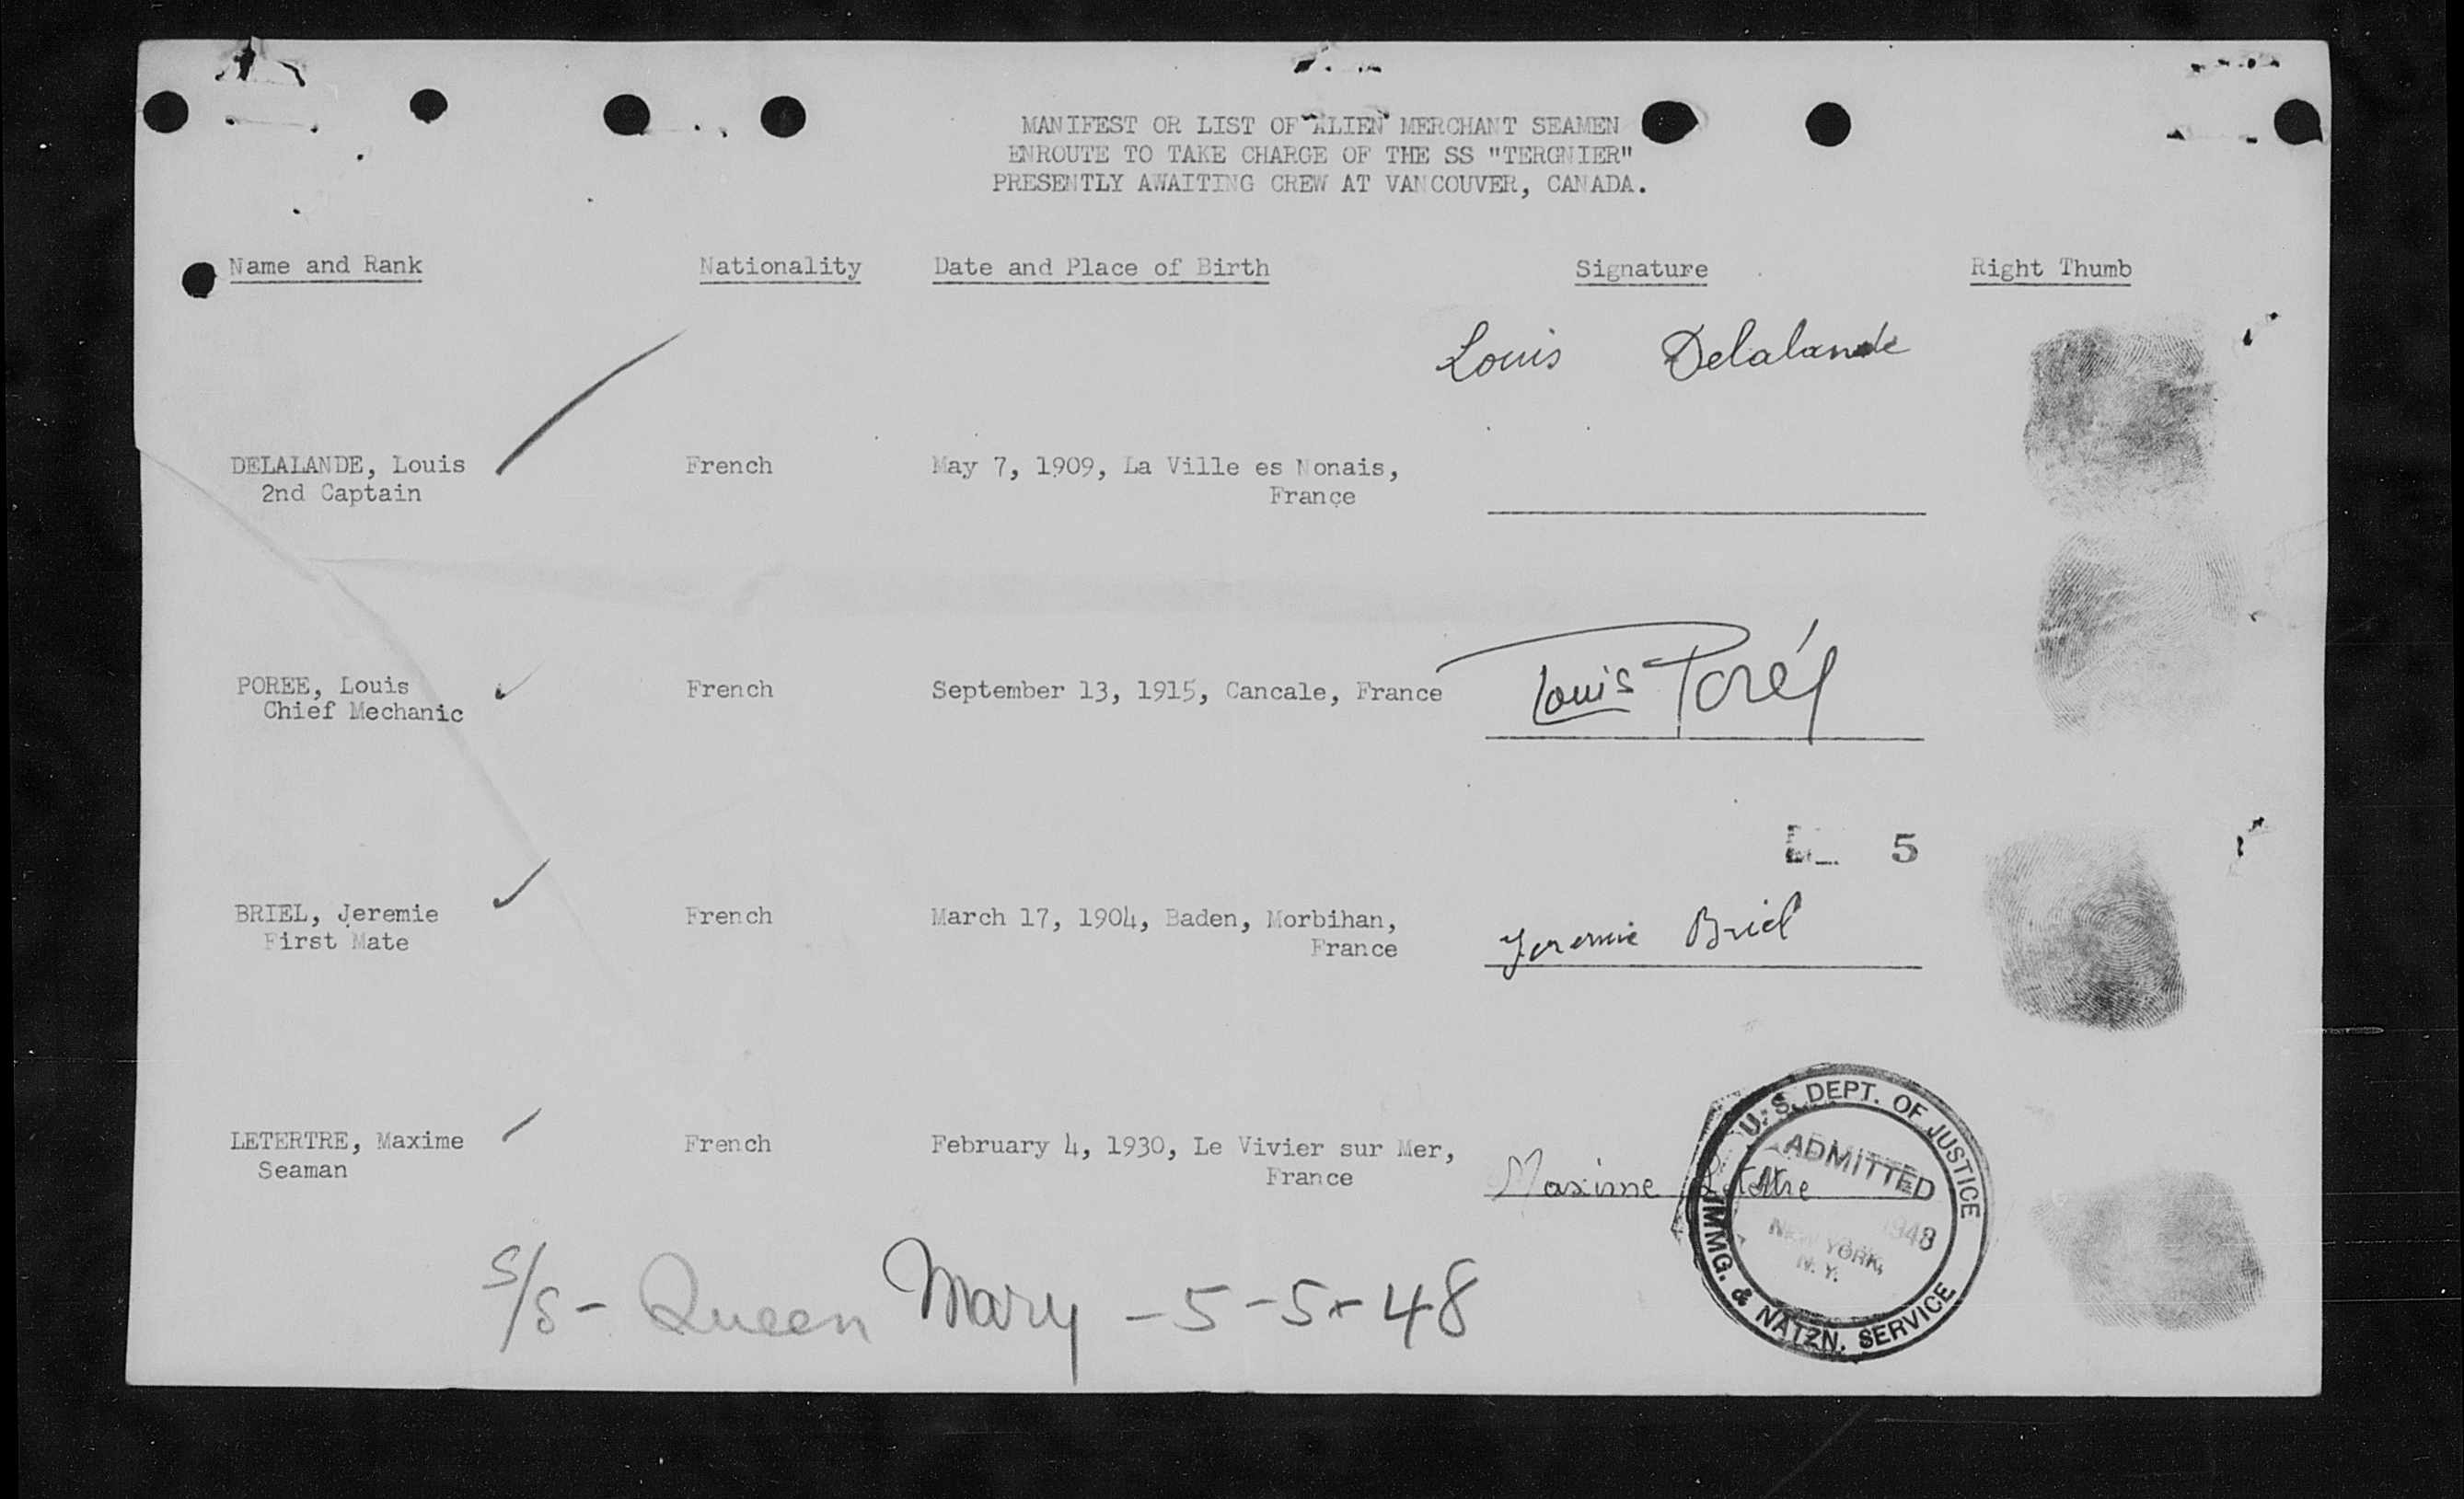 MANIFEST OR LIST OF ALIEN MERCHANT SEAMEN
ENROUTE TO TAKE CHARGE OF THE SS "TERGNIER"
PRESENTLY AWAITING CREW AT VANCOUVER, CANADA.
Name and Rank Nationality Date and Place of Birth Signature Right Thumb
Louis Delalande
DELALANDE, Louis French May 7, 1909, La Ville es Nonais,
2nd Captain France
POREE, Louis French September 13, 1915, Cancale, France Louis Porée
Chief Mechanic
5
BRIEL, Jeremie French March 17, 1904, Baden, Morbihan, Jeremie Briel
First Mate France
LETERTRE, Maxime French February 4, 1930, Le Vivier sur Mer,
Seaman France Maxime Letertre
U. S. DEPT. OF JUSTICE
ADMITTED
1948
NEW YORK,
N. Y.
IMMG. & NATZN. SERVICE
S/S - Queen Mary - 5-5-48